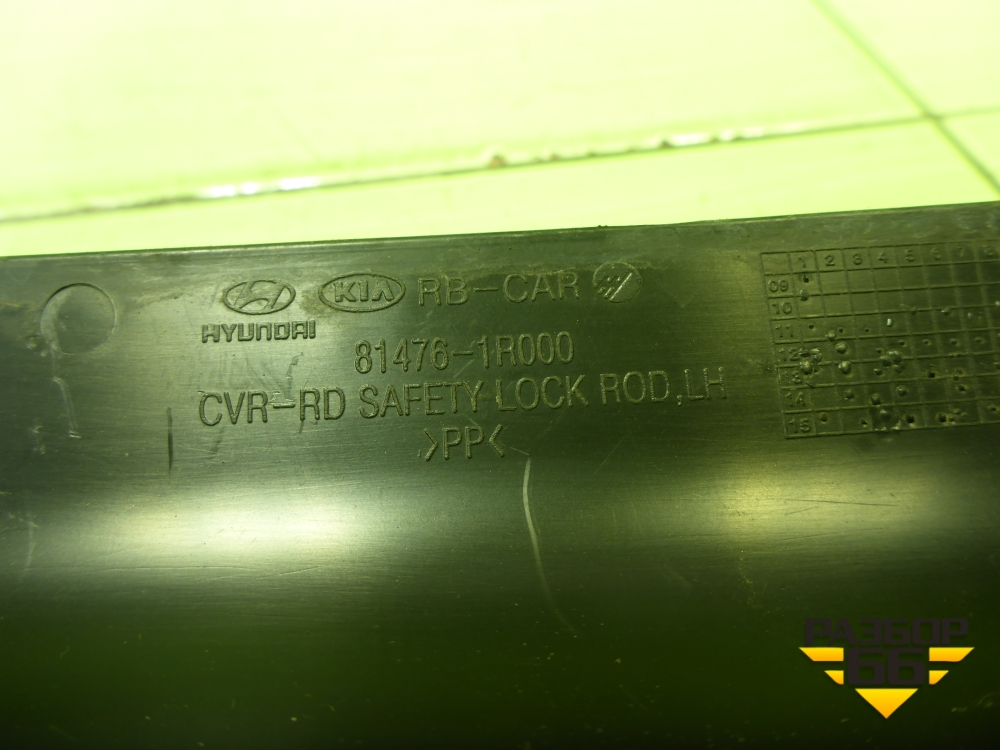 HYUNDAI KIA RB-CAR
81476-1R000
CVR-RD SAFETY LOCK ROD,LH
>PP<
1 2 3 4 5 6 7 8
09
10
11
12
14
15
РАЗБОР
66